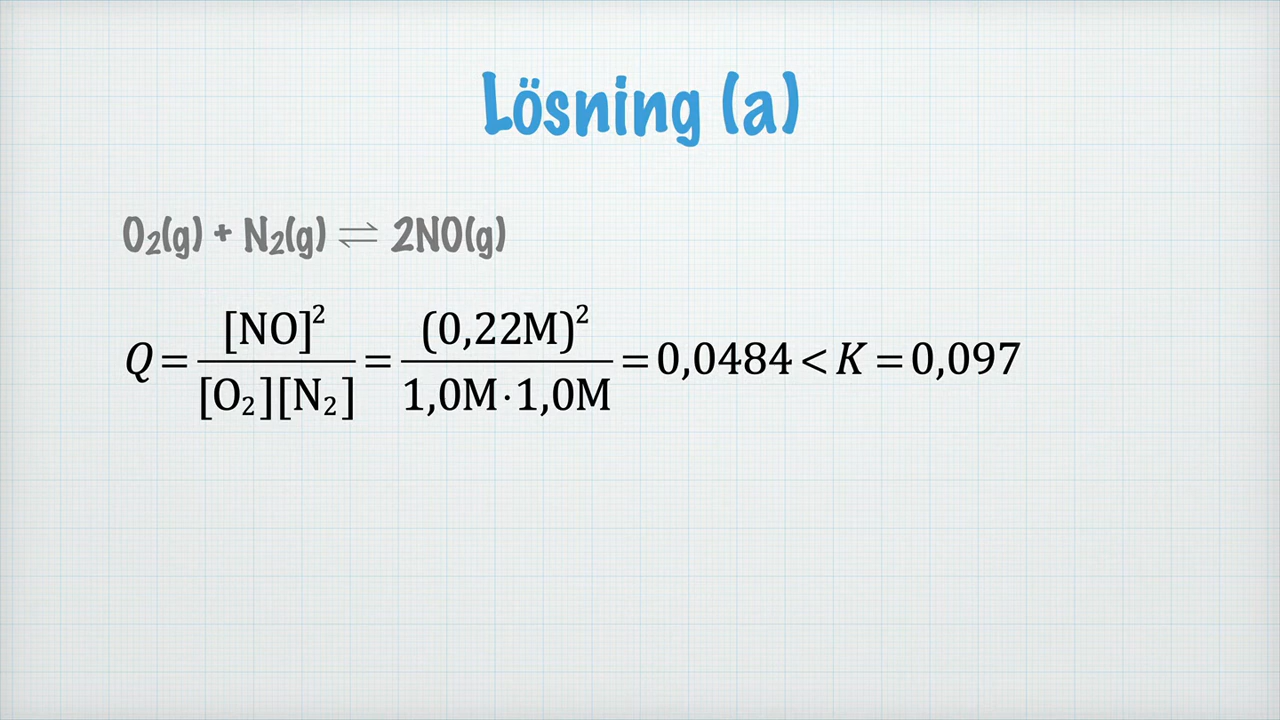 Lösning (a)
O₂(g) + N₂(g) ⇌ 2NO(g)
Q = [NO]² / [O₂][N₂] = (0,22M)² / 1,0M·1,0M = 0,0484 < K = 0,097